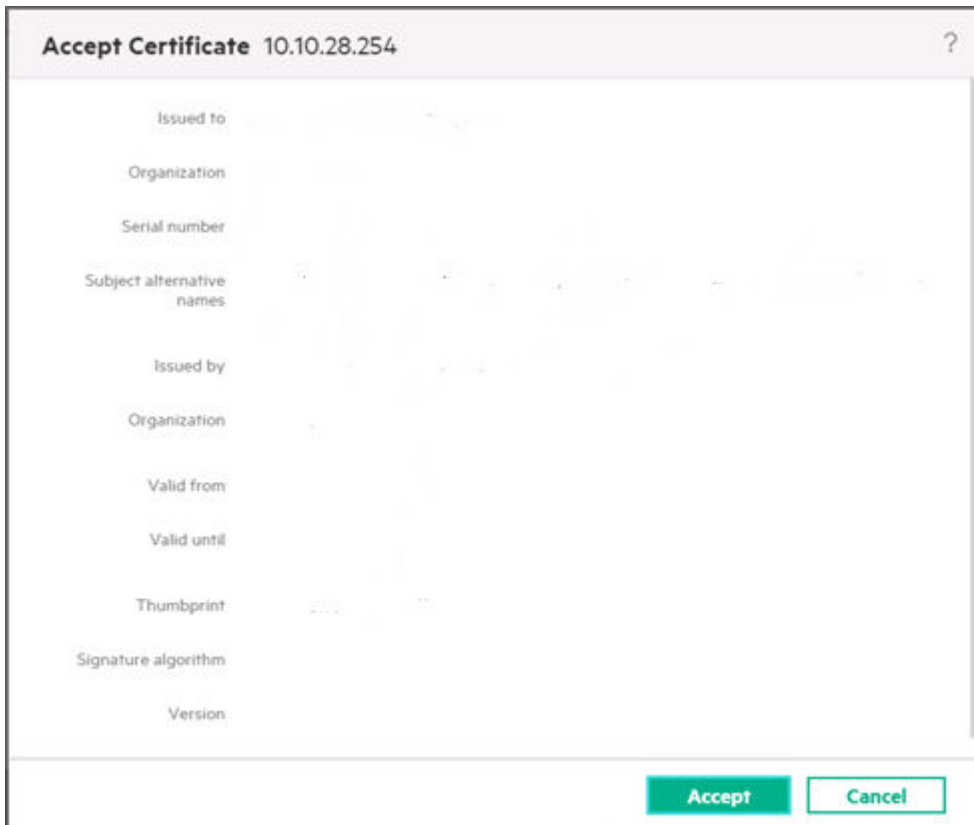 Accept Certificate 10.10.28.254 ?
Issued to
Organization
Serial number
Subject alternative
names
Issued by
Organization
Valid from
Valid until
Thumbprint
Signature algorithm
Version
Accept Cancel